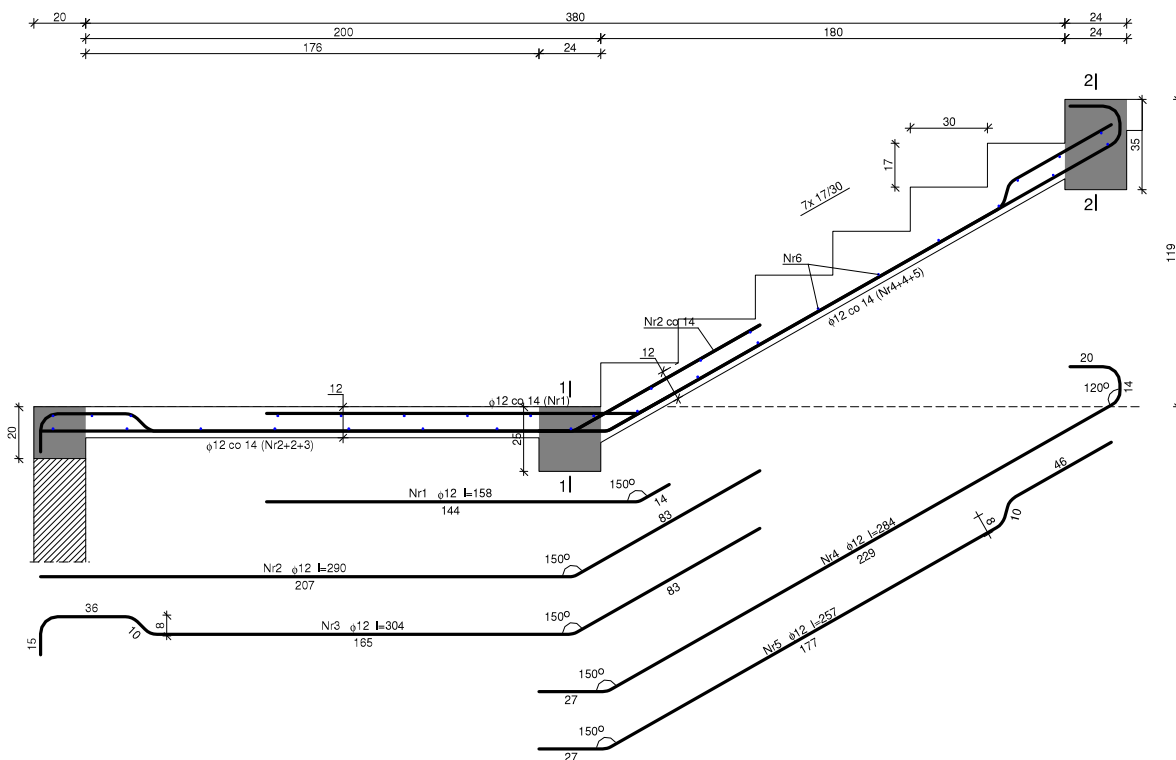 20 380 24
200 180 24
176 24
2
30
17
35
7x 17/30
2
119
Nr6
φ12 co 14 (Nr4+4+5)
Nr2 co 14
12
20
12
1
φ12 co 14 (Nr1)
120° 14
20
25
φ12 co 14 (Nr2+2+3)
46
1
150°
Nr1 φ12 l=158
144
14
83
8
10
Nr4 φ12 l=284
229
150°
Nr2 φ12 l=290
207
83
36
150°
15
10
8
Nr3 φ12 l=304
165
Nr5 φ12 l=257
177
150°
27
150°
27